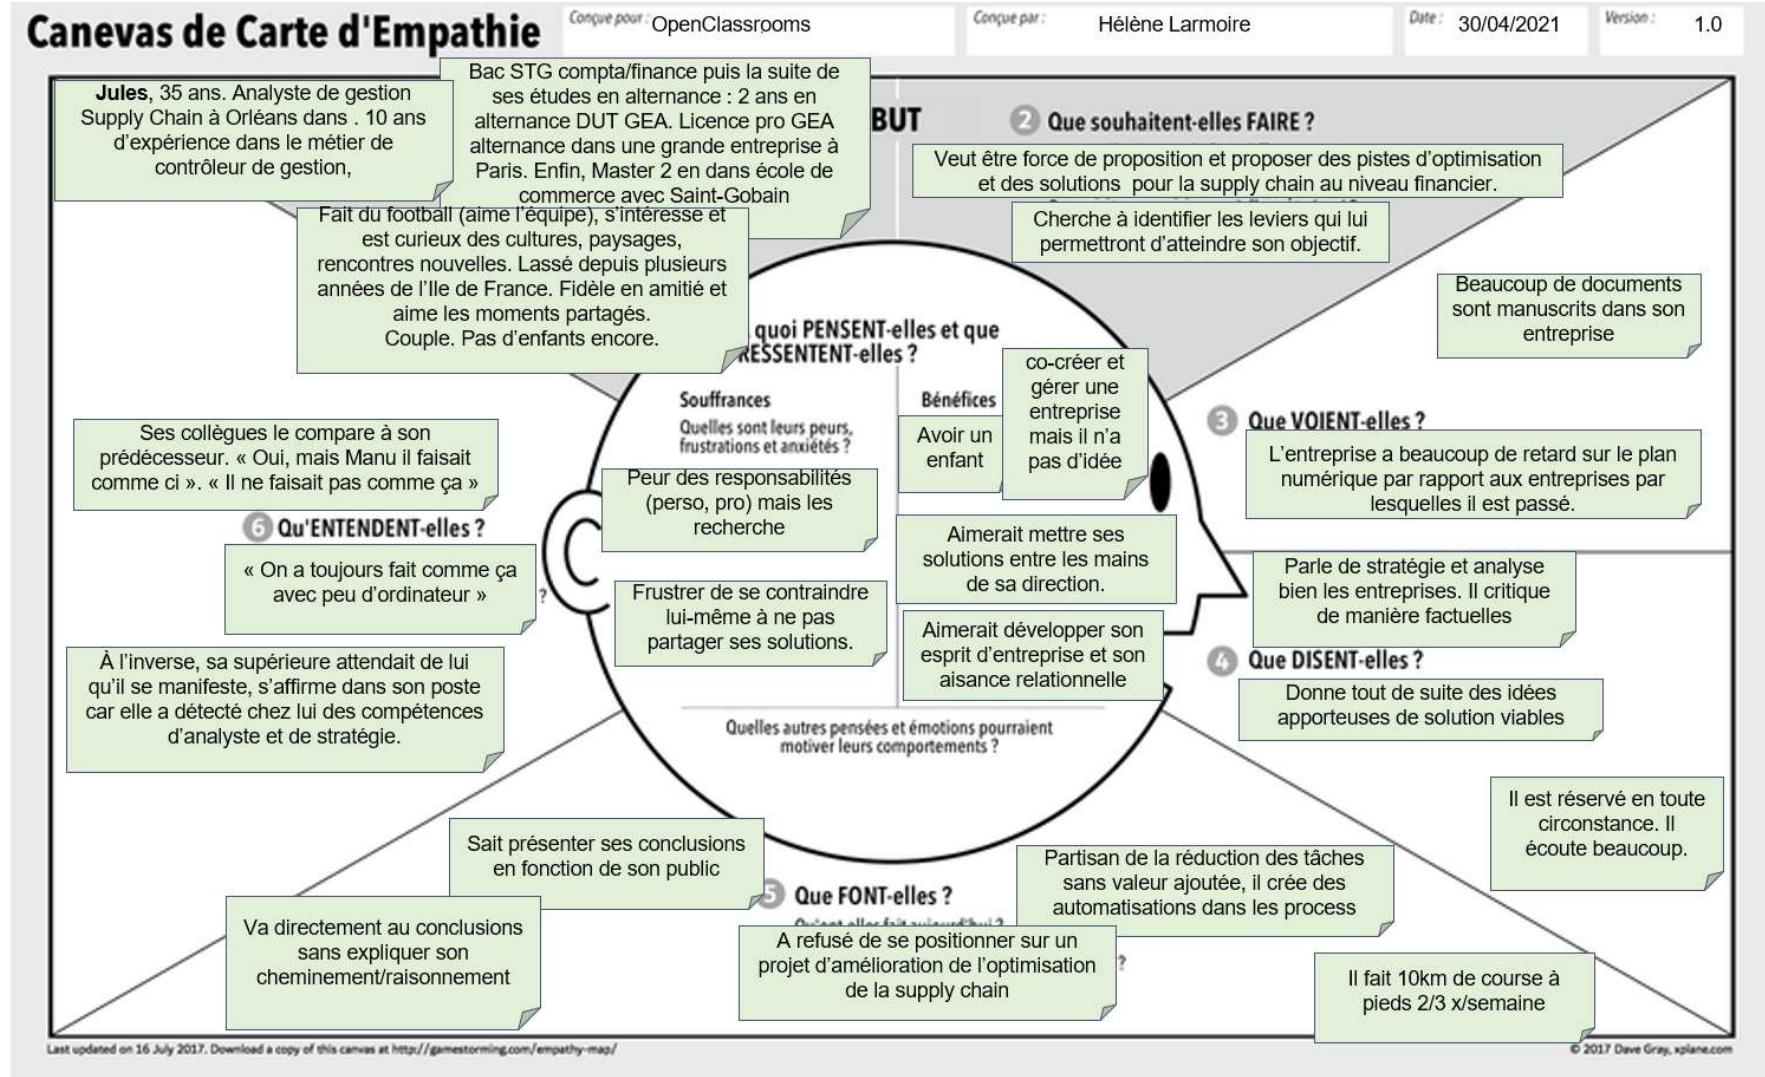 Canevas de Carte d'Empathie
Conçue pour :
OpenClassrooms
Conçue par :
Hélène Larmoire
Date :
30/04/2021
Version :
1.0
Jules, 35 ans. Analyste de gestion
Supply Chain à Orléans dans . 10 ans
d'expérience dans le métier de
contrôleur de gestion,
Bac STG compta/finance puis la suite de
ses études en alternance : 2 ans en
alternance DUT GEA. Licence pro GEA
alternance dans une grande entreprise à
Paris. Enfin, Master 2 en dans école de
commerce avec Saint-Gobain
Fait du football (aime l'équipe), s'intéresse et
est curieux des cultures, paysages,
rencontres nouvelles. Lassé depuis plusieurs
années de l'Ile de France. Fidèle en amitié et
aime les moments partagés.
Couple. Pas d'enfants encore.
BUT
2 Que souhaitent-elles FAIRE ?
Veut être force de proposition et proposer des pistes d'optimisation
et des solutions pour la supply chain au niveau financier.
Cherche à identifier les leviers qui lui
permettront d'atteindre son objectif.
Beaucoup de documents
sont manuscrits dans son
entreprise
3 Que VOIENT-elles ?
L'entreprise a beaucoup de retard sur le plan
numérique par rapport aux entreprises par
lesquelles il est passé.
Parle de stratégie et analyse
bien les entreprises. Il critique
de manière factuelles
4 Que DISENT-elles ?
Donne tout de suite des idées
apporteuses de solution viables
Il est réservé en toute
circonstance. Il
écoute beaucoup.
quoi PENSENT-elles et que
RESSENTENT-elles ?
Souffrances
Quelles sont leurs peurs,
frustrations et anxiétés ?
Peur des responsabilités
(perso, pro) mais les
recherche
Frustrer de se contraindre
lui-même à ne pas
partager ses solutions.
Bénéfices
Avoir un
enfant
co-créer et
gérer une
entreprise
mais il n'a
pas d'idée
Aimerait mettre ses
solutions entre les mains
de sa direction.
Aimerait développer son
esprit d'entreprise et son
aisance relationnelle
Quelles autres pensées et émotions pourraient
motiver leurs comportements ?
Ses collègues le compare à son
prédécesseur. « Oui, mais Manu il faisait
comme ci ». « Il ne faisait pas comme ça »
6 Qu'ENTENDENT-elles ?
« On a toujours fait comme ça
avec peu d'ordinateur »
?
À l'inverse, sa supérieure attendait de lui
qu'il se manifeste, s'affirme dans son poste
car elle a détecté chez lui des compétences
d'analyste et de stratégie.
Sait présenter ses conclusions
en fonction de son public
Va directement au conclusions
sans expliquer son
cheminement/raisonnement
5 Que FONT-elles ?
Partisan de la réduction des tâches
sans valeur ajoutée, il crée des
automatisations dans les process
A refusé de se positionner sur un
projet d'amélioration de l'optimisation
de la supply chain
?
Il fait 10km de course à
pieds 2/3 x/semaine
Last updated on 16 July 2017. Download a copy of this canvas at http://gamestorming.com/empathy-map/
© 2017 Dave Gray, xplane.com